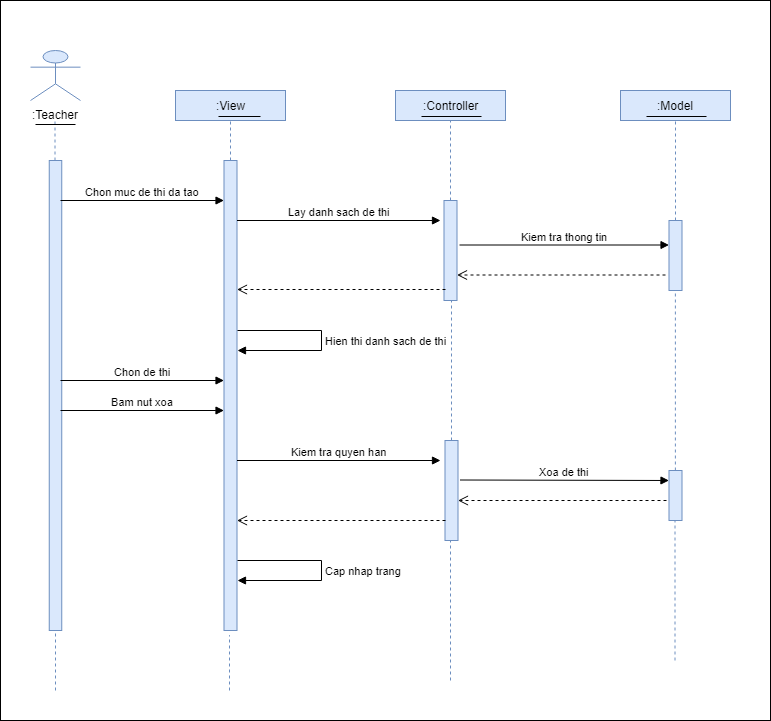 :Teacher
:View
:Controller
:Model
Chon muc de thi da tao
Lay danh sach de thi
Kiem tra thong tin
Hien thi danh sach de thi
Chon de thi
Bam nut xoa
Kiem tra quyen han
Xoa de thi
Cap nhap trang